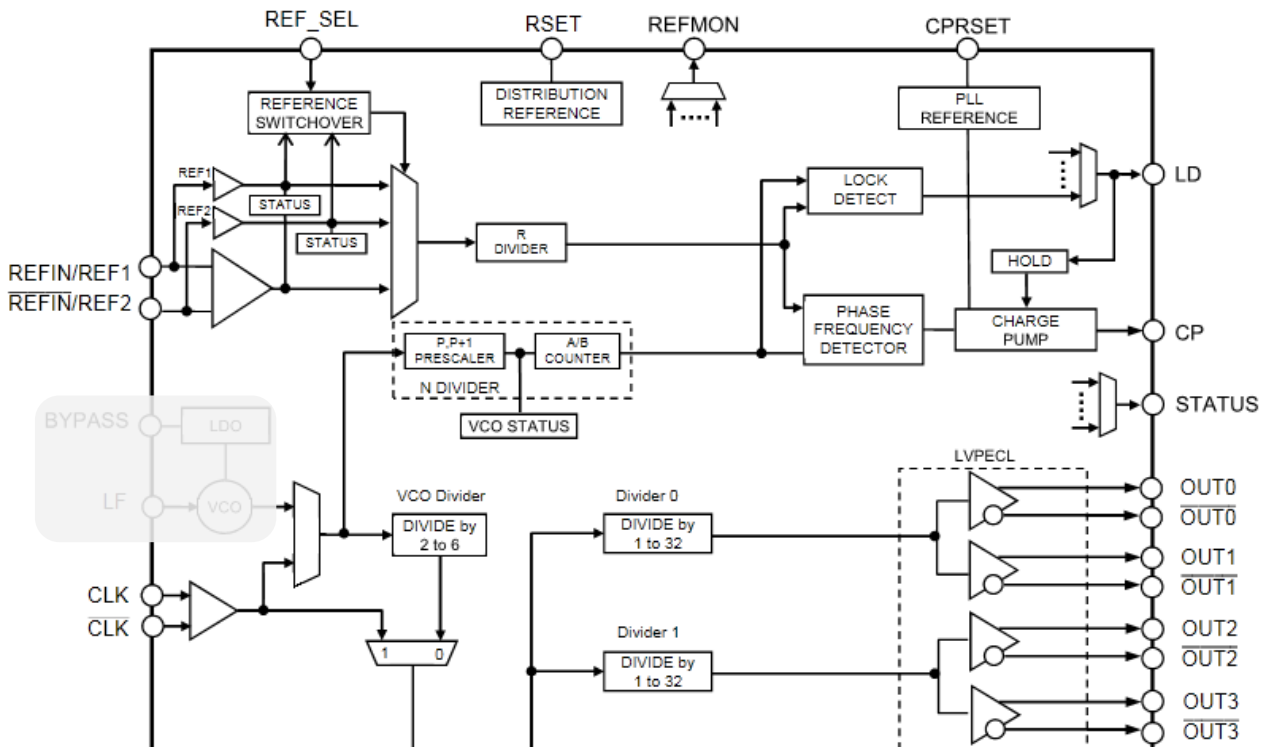 REF_SEL
RSET
REFMON
CPRSET
REFERENCE
SWITCHOVER
DISTRIBUTION
REFERENCE
PLL
REFERENCE
REF1
STATUS
REF2
STATUS
LOCK
DETECT
LD
R
DIVIDER
HOLD
REFIN/REF1
REFIN/REF2
P,P+1
PRESCALER
A/B
COUNTER
N DIVIDER
PHASE
FREQUENCY
DETECTOR
CHARGE
PUMP
CP
VCO STATUS
STATUS
BYPASS
LDO
LF
VCO
VCO Divider
DIVIDE by
2 to 6
Divider 0
DIVIDE by
1 to 32
LVPECL
OUT0
OUT0
OUT1
OUT1
CLK
CLK
1 0
Divider 1
DIVIDE by
1 to 32
OUT2
OUT2
OUT3
OUT3